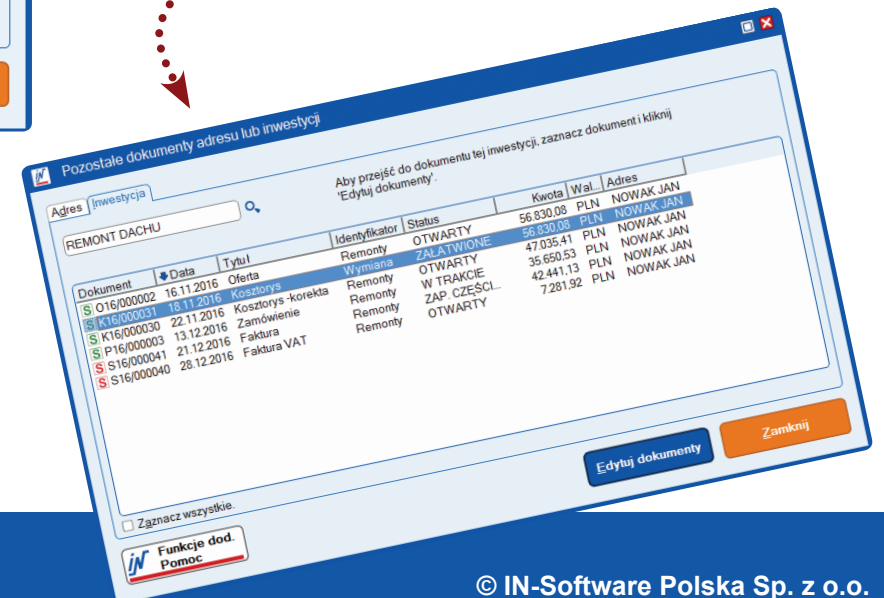 Pozostałe dokumenty adresu lub inwestycji
Adres Inwestycja
Aby przejść do dokumentu tej inwestycji, zaznacz dokument i kliknij
'Edytuj dokumenty'.
REMONT DACHU
Dokument Data Tytuł Identyfikator Status Kwota Wal... Adres
S O16/000002 16.11.2016 Oferta Remonty OTWARTY 56.830,08 PLN NOWAK JAN
S K16/000031 18.11.2016 Kosztorys Wymiana ZAŁATWIONE 56.830,08 PLN NOWAK JAN
S K16/000030 22.11.2016 Kosztorys -korekta Remonty OTWARTY 47.035,41 PLN NOWAK JAN
S P16/000003 13.12.2016 Zamówienie Remonty W TRAKCIE 35.650,53 PLN NOWAK JAN
S S16/000041 21.12.2016 Faktura Remonty ZAP. CZĘŚCI... 42.441,13 PLN NOWAK JAN
S S16/000040 28.12.2016 Faktura VAT Remonty OTWARTY 7.281,92 PLN NOWAK JAN
Zaznacz wszystkie.
Edytuj dokumenty
Zamknij
iN Funkcje dod.
Pomoc
© IN-Software Polska Sp. z o.o.